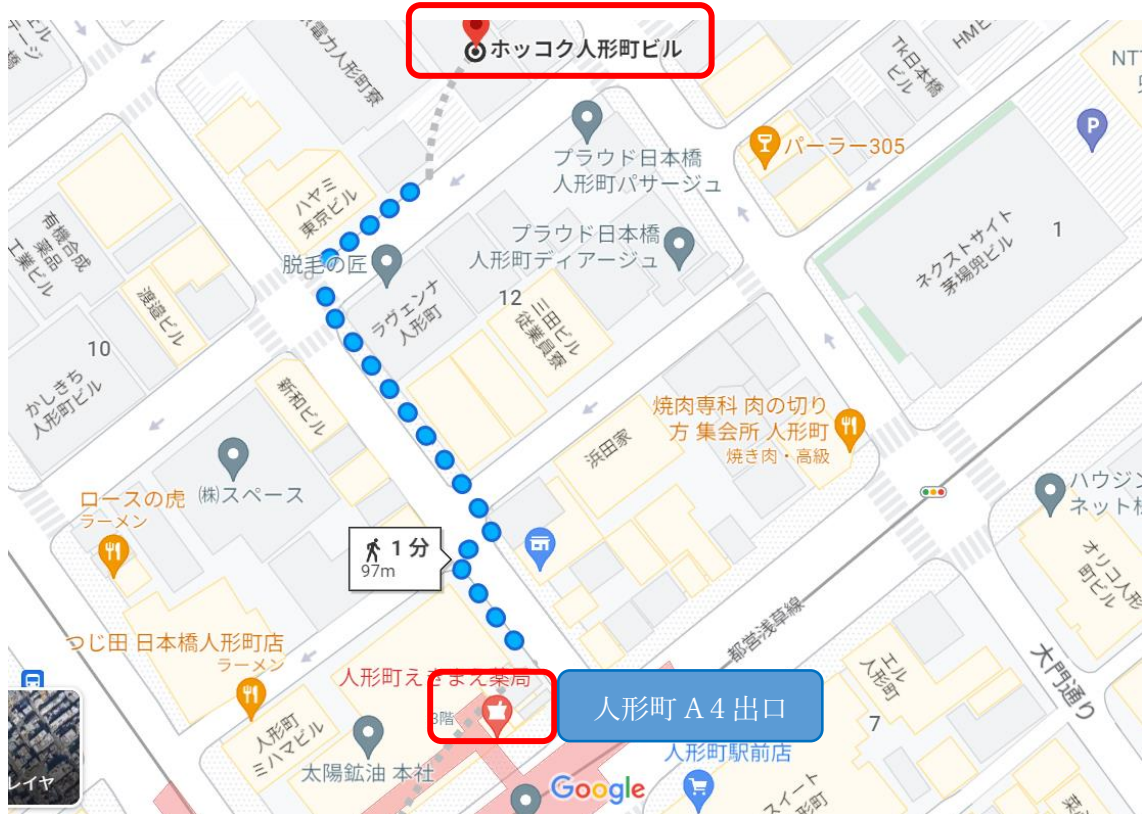 ホッコク人形町ビル
電力人形町寮
Tk日本橋
ビル
HM
NT
P
パーラー305
プラウド日本橋
人形町パサージュ
ハヤミ
東京ビル
有機合成
薬品
工業ビル
プラウド日本橋
人形町ディアージュ
ネクストサイト
茅場兜ビル
1
脱毛の匠
渡邉ビル
ラヴェンナ
人形町
12
三田ビル
従業員寮
10
かしきち
人形町ビル
新和ビル
焼肉専科 肉の切り
方 集会所 人形町
焼き肉・高級
浜田家
ロースの虎
ラーメン
㈱スペース
ハウジン
ネット
オリコ人形
町ビル
1 分
97m
都営浅草線
つじ田 日本橋人形町店
ラーメン
大門通り
エル
人形町
人形町えきまえ薬局
人形町 A 4 出口
3階
7
人形町
ミハマビル
太陽鉱油 本社
人形町駅前店
レイヤ
Google
スイート
人形町